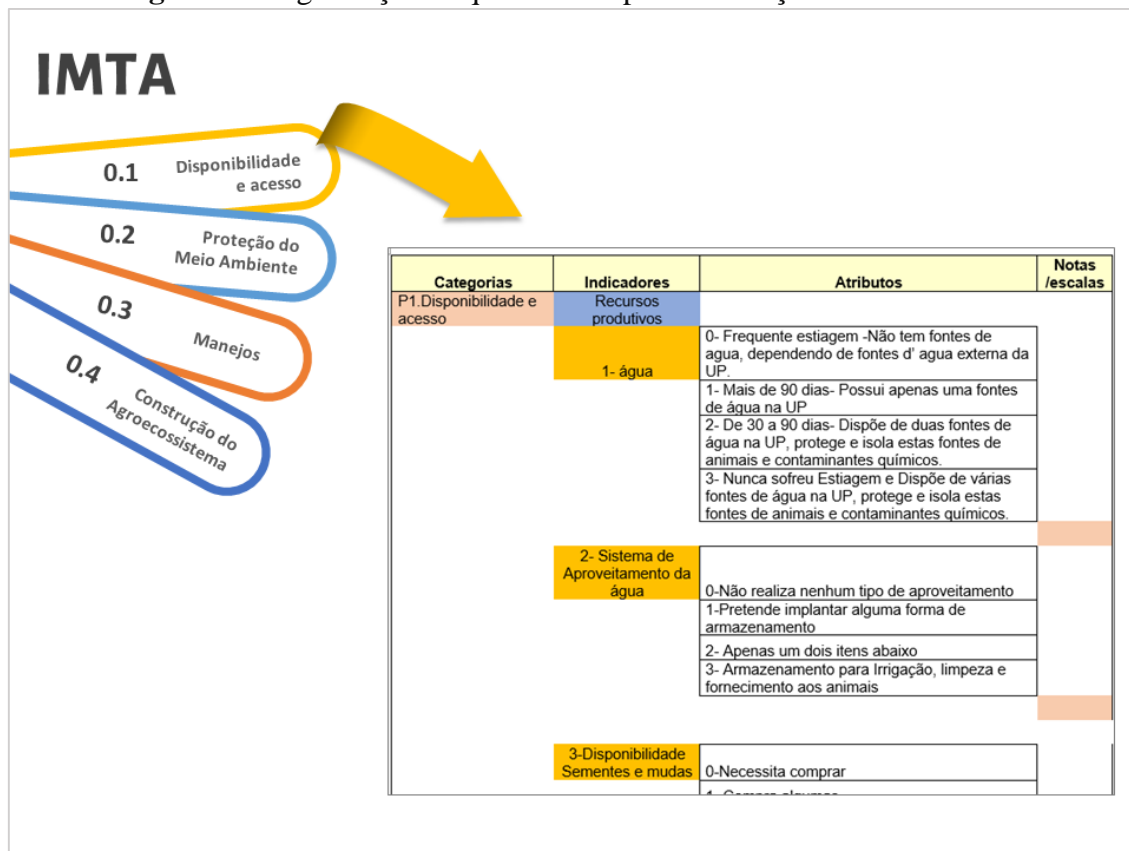 IMTA
0.1 Disponibilidade
e acesso
0.2 Proteção do
Meio Ambiente
0.3 Manejos
0.4 Construção do
Agroecossistema
Categorias Indicadores Atributos Notas
/escalas
P1.Disponibilidade e
acesso
Recursos
produtivos
1- água
0- Frequente estiagem -Não tem fontes de
agua, dependendo de fontes d' agua externa da
UP.
1- Mais de 90 dias- Possui apenas uma fontes
de água na UP
2- De 30 a 90 dias- Dispõe de duas fontes de
água na UP, protege e isola estas fontes de
animais e contaminantes químicos.
3- Nunca sofreu Estiagem e Dispõe de várias
fontes de água na UP, protege e isola estas
fontes de animais e contaminantes químicos.
2- Sistema de
Aproveitamento da
água
0-Não realiza nenhum tipo de aproveitamento
1-Pretende implantar alguma forma de
armazenamento
2- Apenas um dois itens abaixo
3- Armazenamento para Irrigação, limpeza e
fornecimento aos animais
3-Disponibilidade
Sementes e mudas
0-Necessita comprar